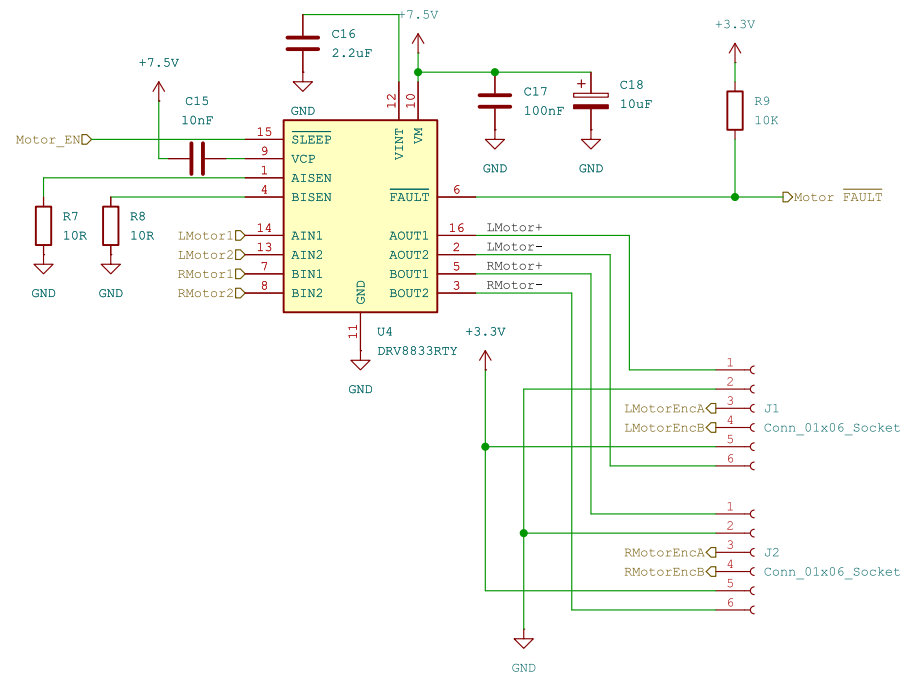 +7.5V
C16
2.2uF
GND
+3.3V
+7.5V
C15
10nF
C17
100nF
GND
C18
10uF
GND
R9
10K
12
10
VINT
VM
Motor_EN
15
SLEEP
9
VCP
1
AISEN
4
BISEN
FAULT
6
Motor FAULT
R7
10R
GND
R8
10R
GND
LMotor1
14
AIN1
AOUT1
16
LMotor+
LMotor2
13
AIN2
AOUT2
2
LMotor-
RMotor1
7
BIN1
BOUT1
5
RMotor+
RMotor2
8
BIN2
BOUT2
3
RMotor-
GND
11
U4
DRV8833RTY
GND
+3.3V
1
2
LMotorEncA
3
J1
LMotorEncB
4
Conn_01x06_Socket
5
6
1
2
RMotorEncA
3
J2
RMotorEncB
4
Conn_01x06_Socket
5
6
GND